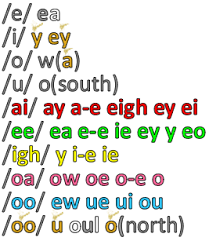 /e/ ea
/i/ y ey
/o/ w(a)
/u/ o(south)
/ai/ ay a-e eigh ey ei
/ee/ ea e-e ie ey y eo
/igh/ y i-e ie
/oa/ ow oe o-e o
/oo/ ew ue ui ou
/oo/ u oul o(north)